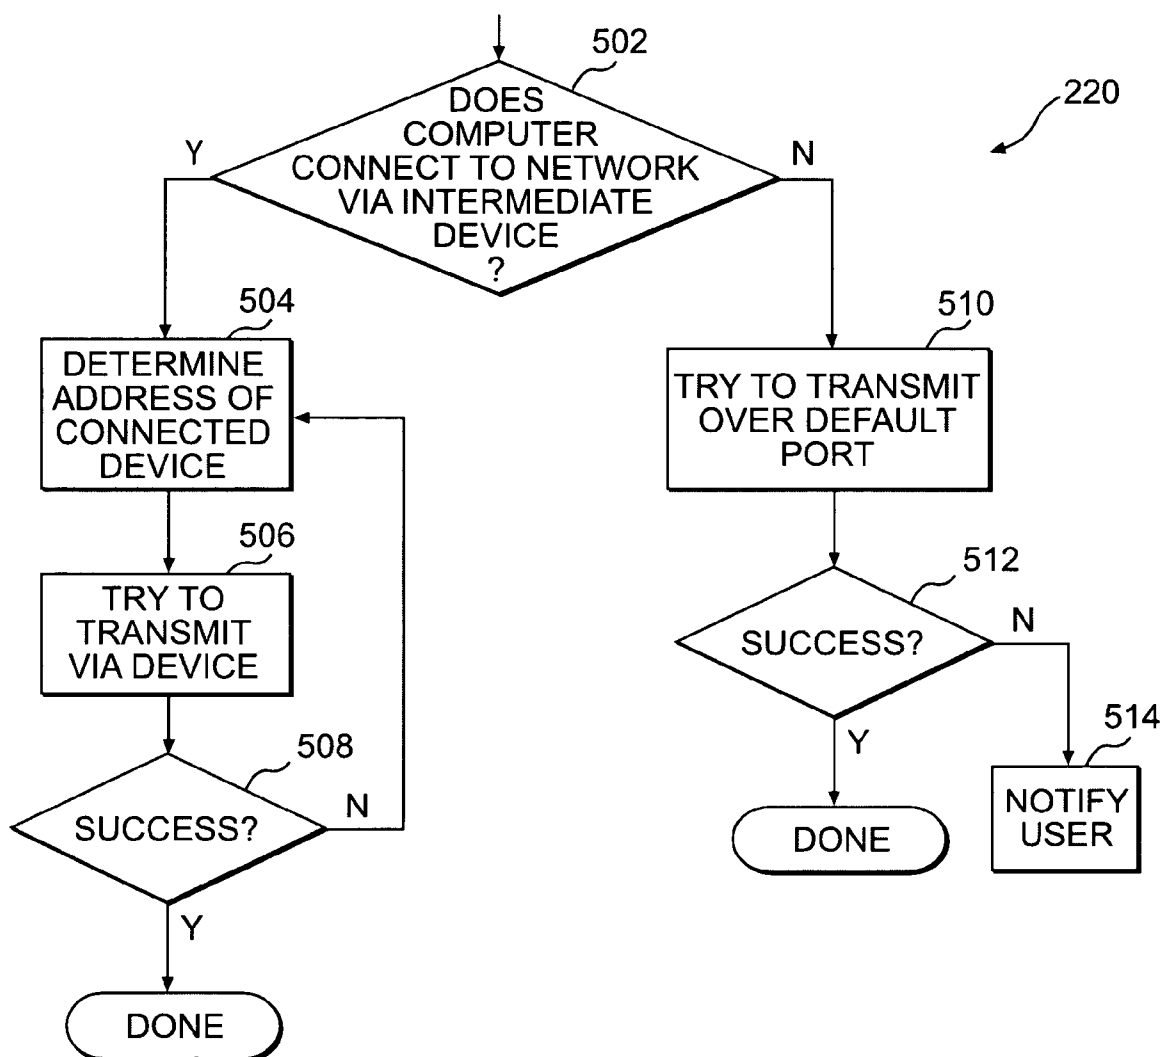 502
DOES
COMPUTER
CONNECT TO NETWORK
VIA INTERMEDIATE
DEVICE
?
220
Y
N
504
DETERMINE
ADDRESS OF
CONNECTED
DEVICE
510
TRY TO TRANSMIT
OVER DEFAULT
PORT
506
TRY TO
TRANSMIT
VIA DEVICE
512
SUCCESS?
N
Y
514
NOTIFY
USER
DONE
508
SUCCESS?
N
Y
DONE